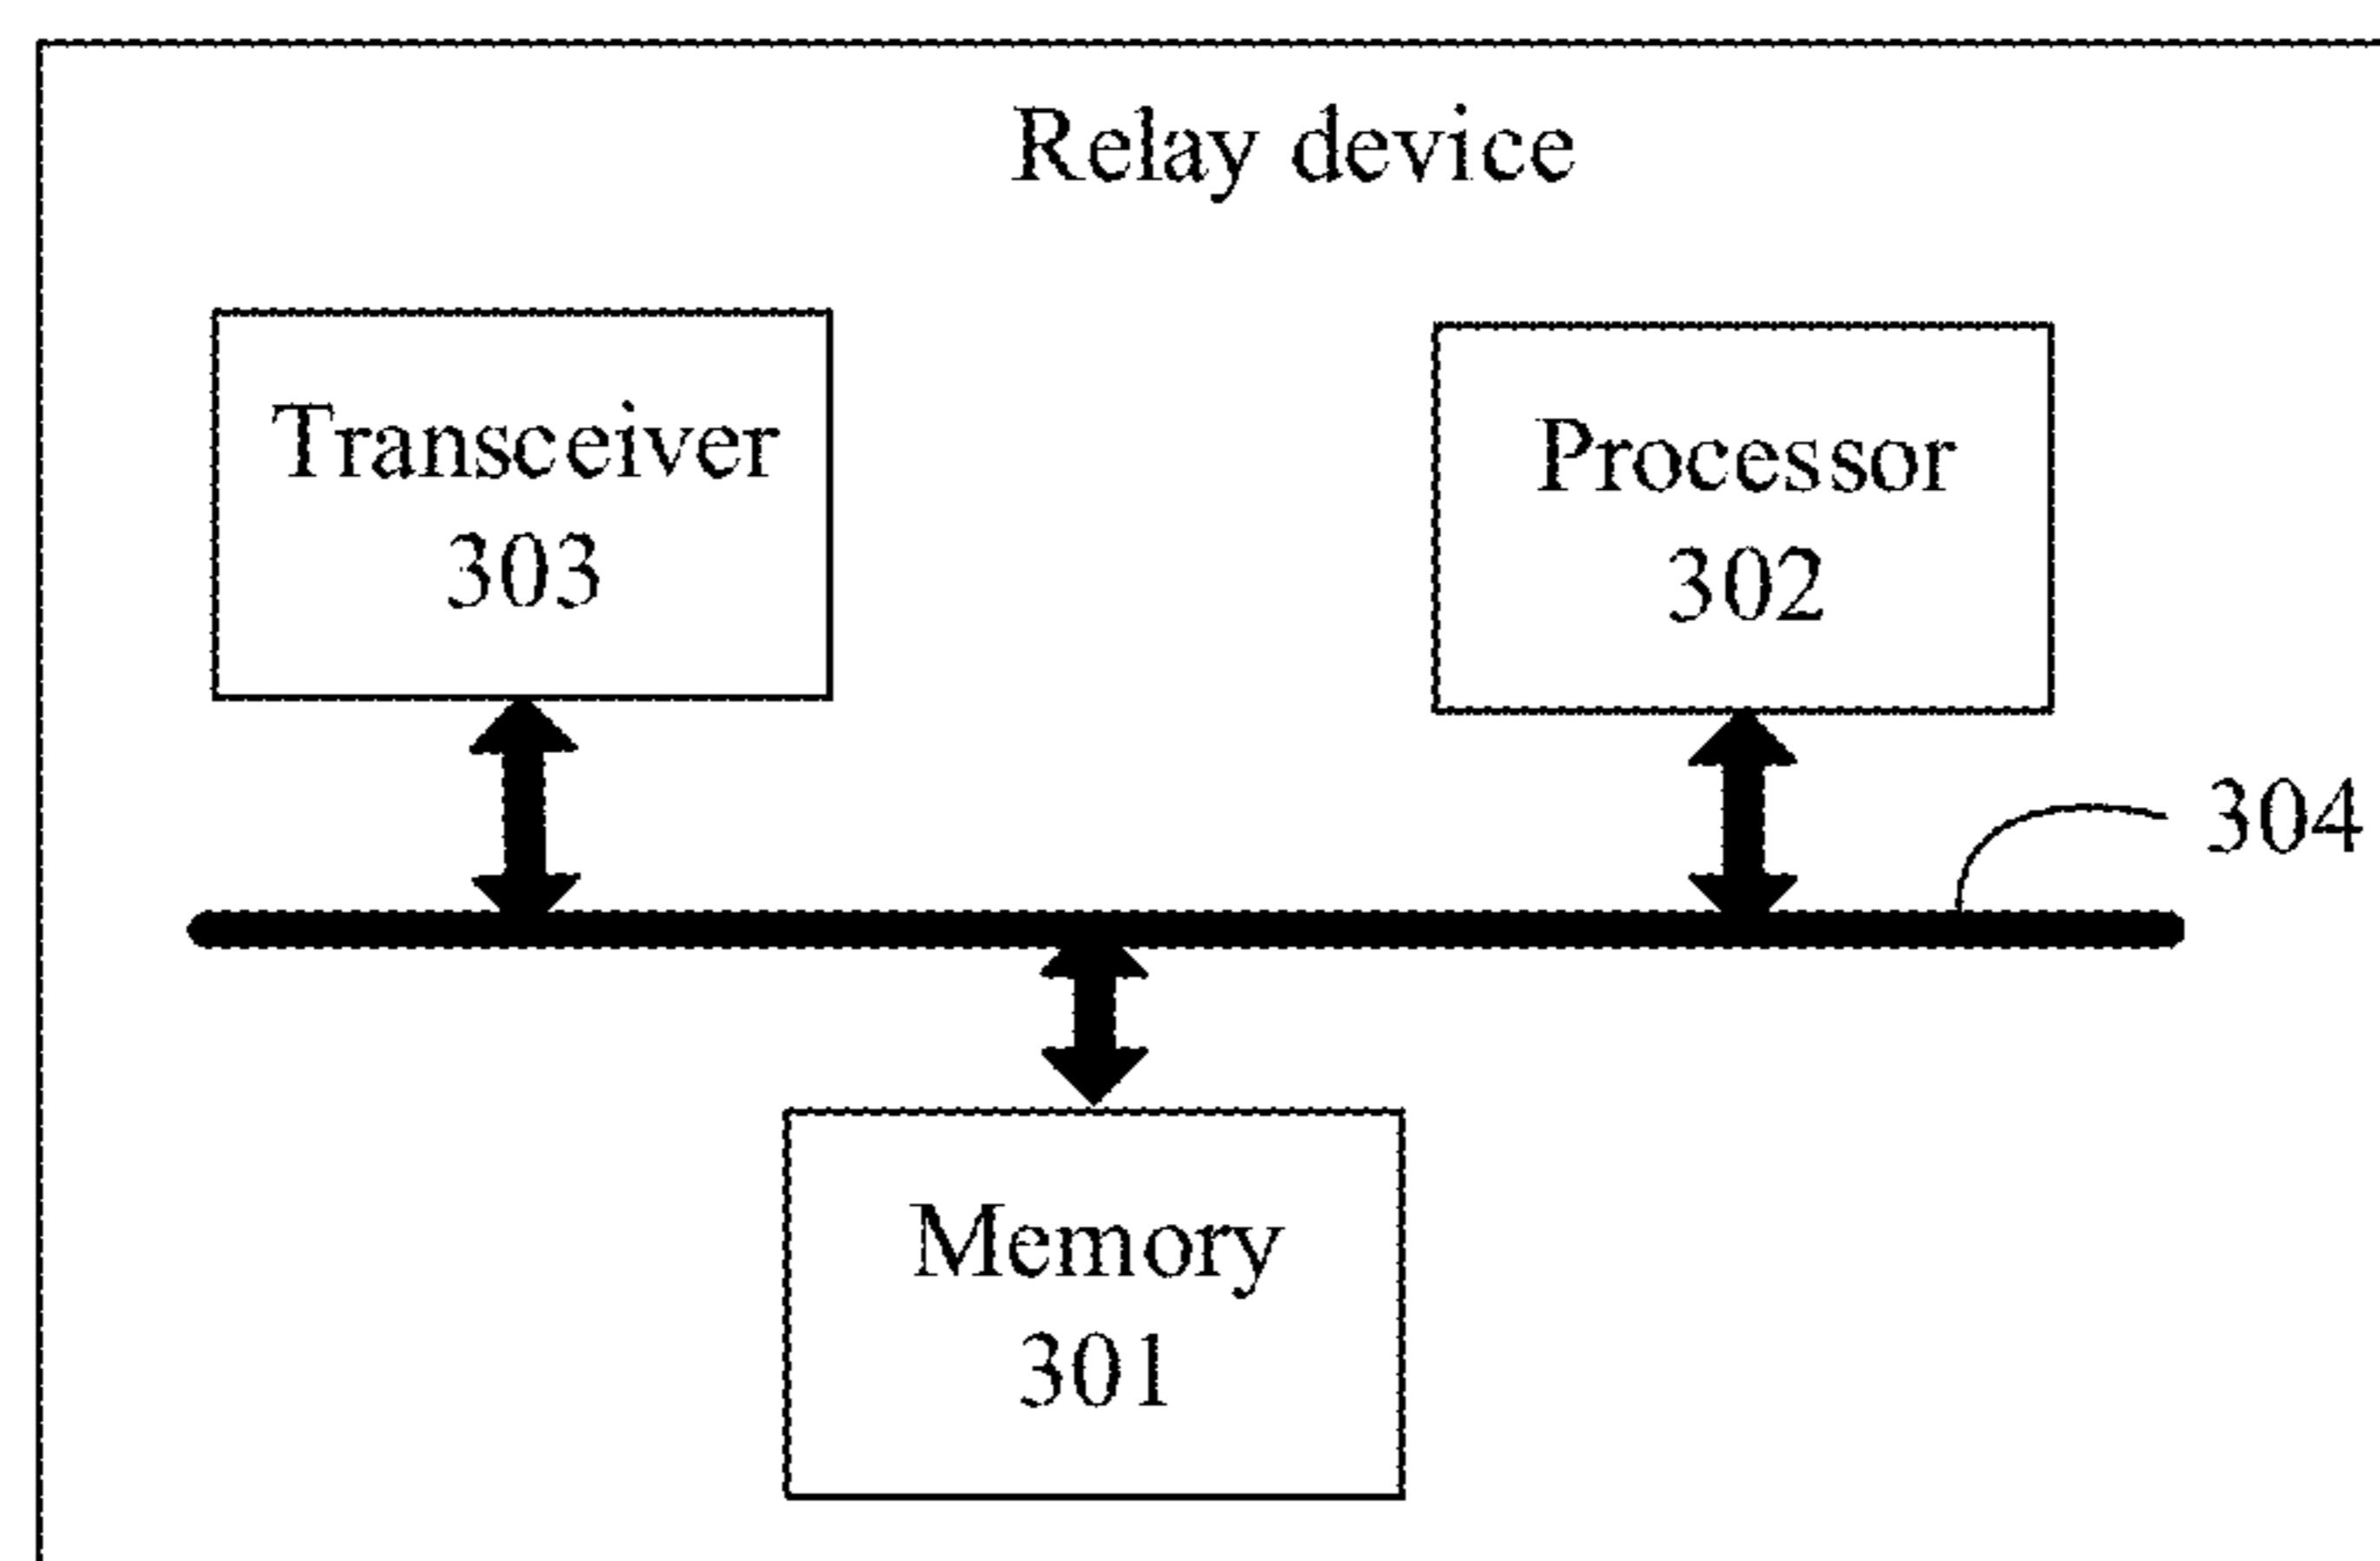 Relay device
Transceiver
303
Processor
302
304
Memory
301